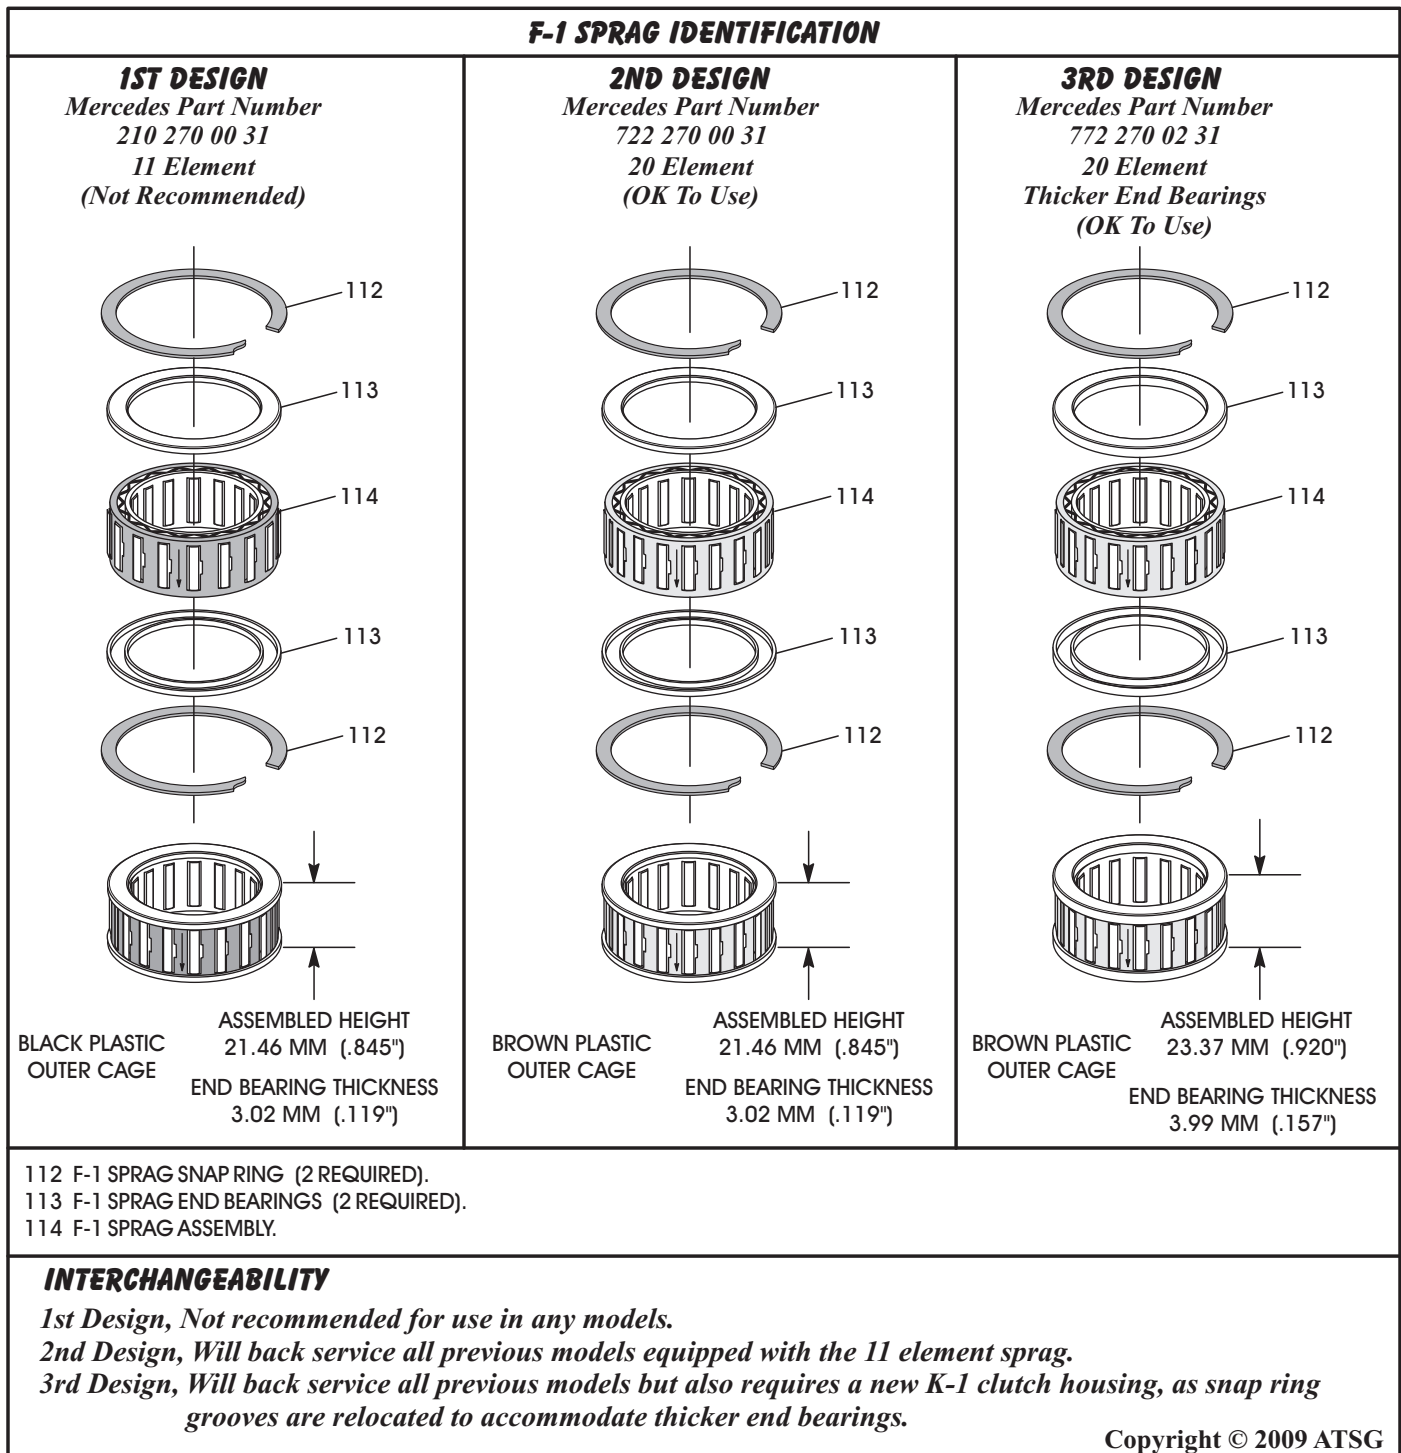 F-1 SPRAG IDENTIFICATION
1ST DESIGN
Mercedes Part Number
210 270 00 31
11 Element
(Not Recommended)
112
113
114
113
112
BLACK PLASTIC
OUTER CAGE
ASSEMBLED HEIGHT
21.46 MM (.845")
END BEARING THICKNESS
3.02 MM (.119")
2ND DESIGN
Mercedes Part Number
722 270 00 31
20 Element
(OK To Use)
112
113
114
113
112
BROWN PLASTIC
OUTER CAGE
ASSEMBLED HEIGHT
21.46 MM (.845")
END BEARING THICKNESS
3.02 MM (.119")
3RD DESIGN
Mercedes Part Number
772 270 02 31
20 Element
Thicker End Bearings
(OK To Use)
112
113
114
113
112
BROWN PLASTIC
OUTER CAGE
ASSEMBLED HEIGHT
23.37 MM (.920")
END BEARING THICKNESS
3.99 MM (.157")
112 F-1 SPRAG SNAP RING (2 REQUIRED).
113 F-1 SPRAG END BEARINGS (2 REQUIRED).
114 F-1 SPRAG ASSEMBLY.
INTERCHANGEABILITY
1st Design, Not recommended for use in any models.
2nd Design, Will back service all previous models equipped with the 11 element sprag.
3rd Design, Will back service all previous models but also requires a new K-1 clutch housing, as snap ring
grooves are relocated to accommodate thicker end bearings.
Copyright © 2009 ATSG